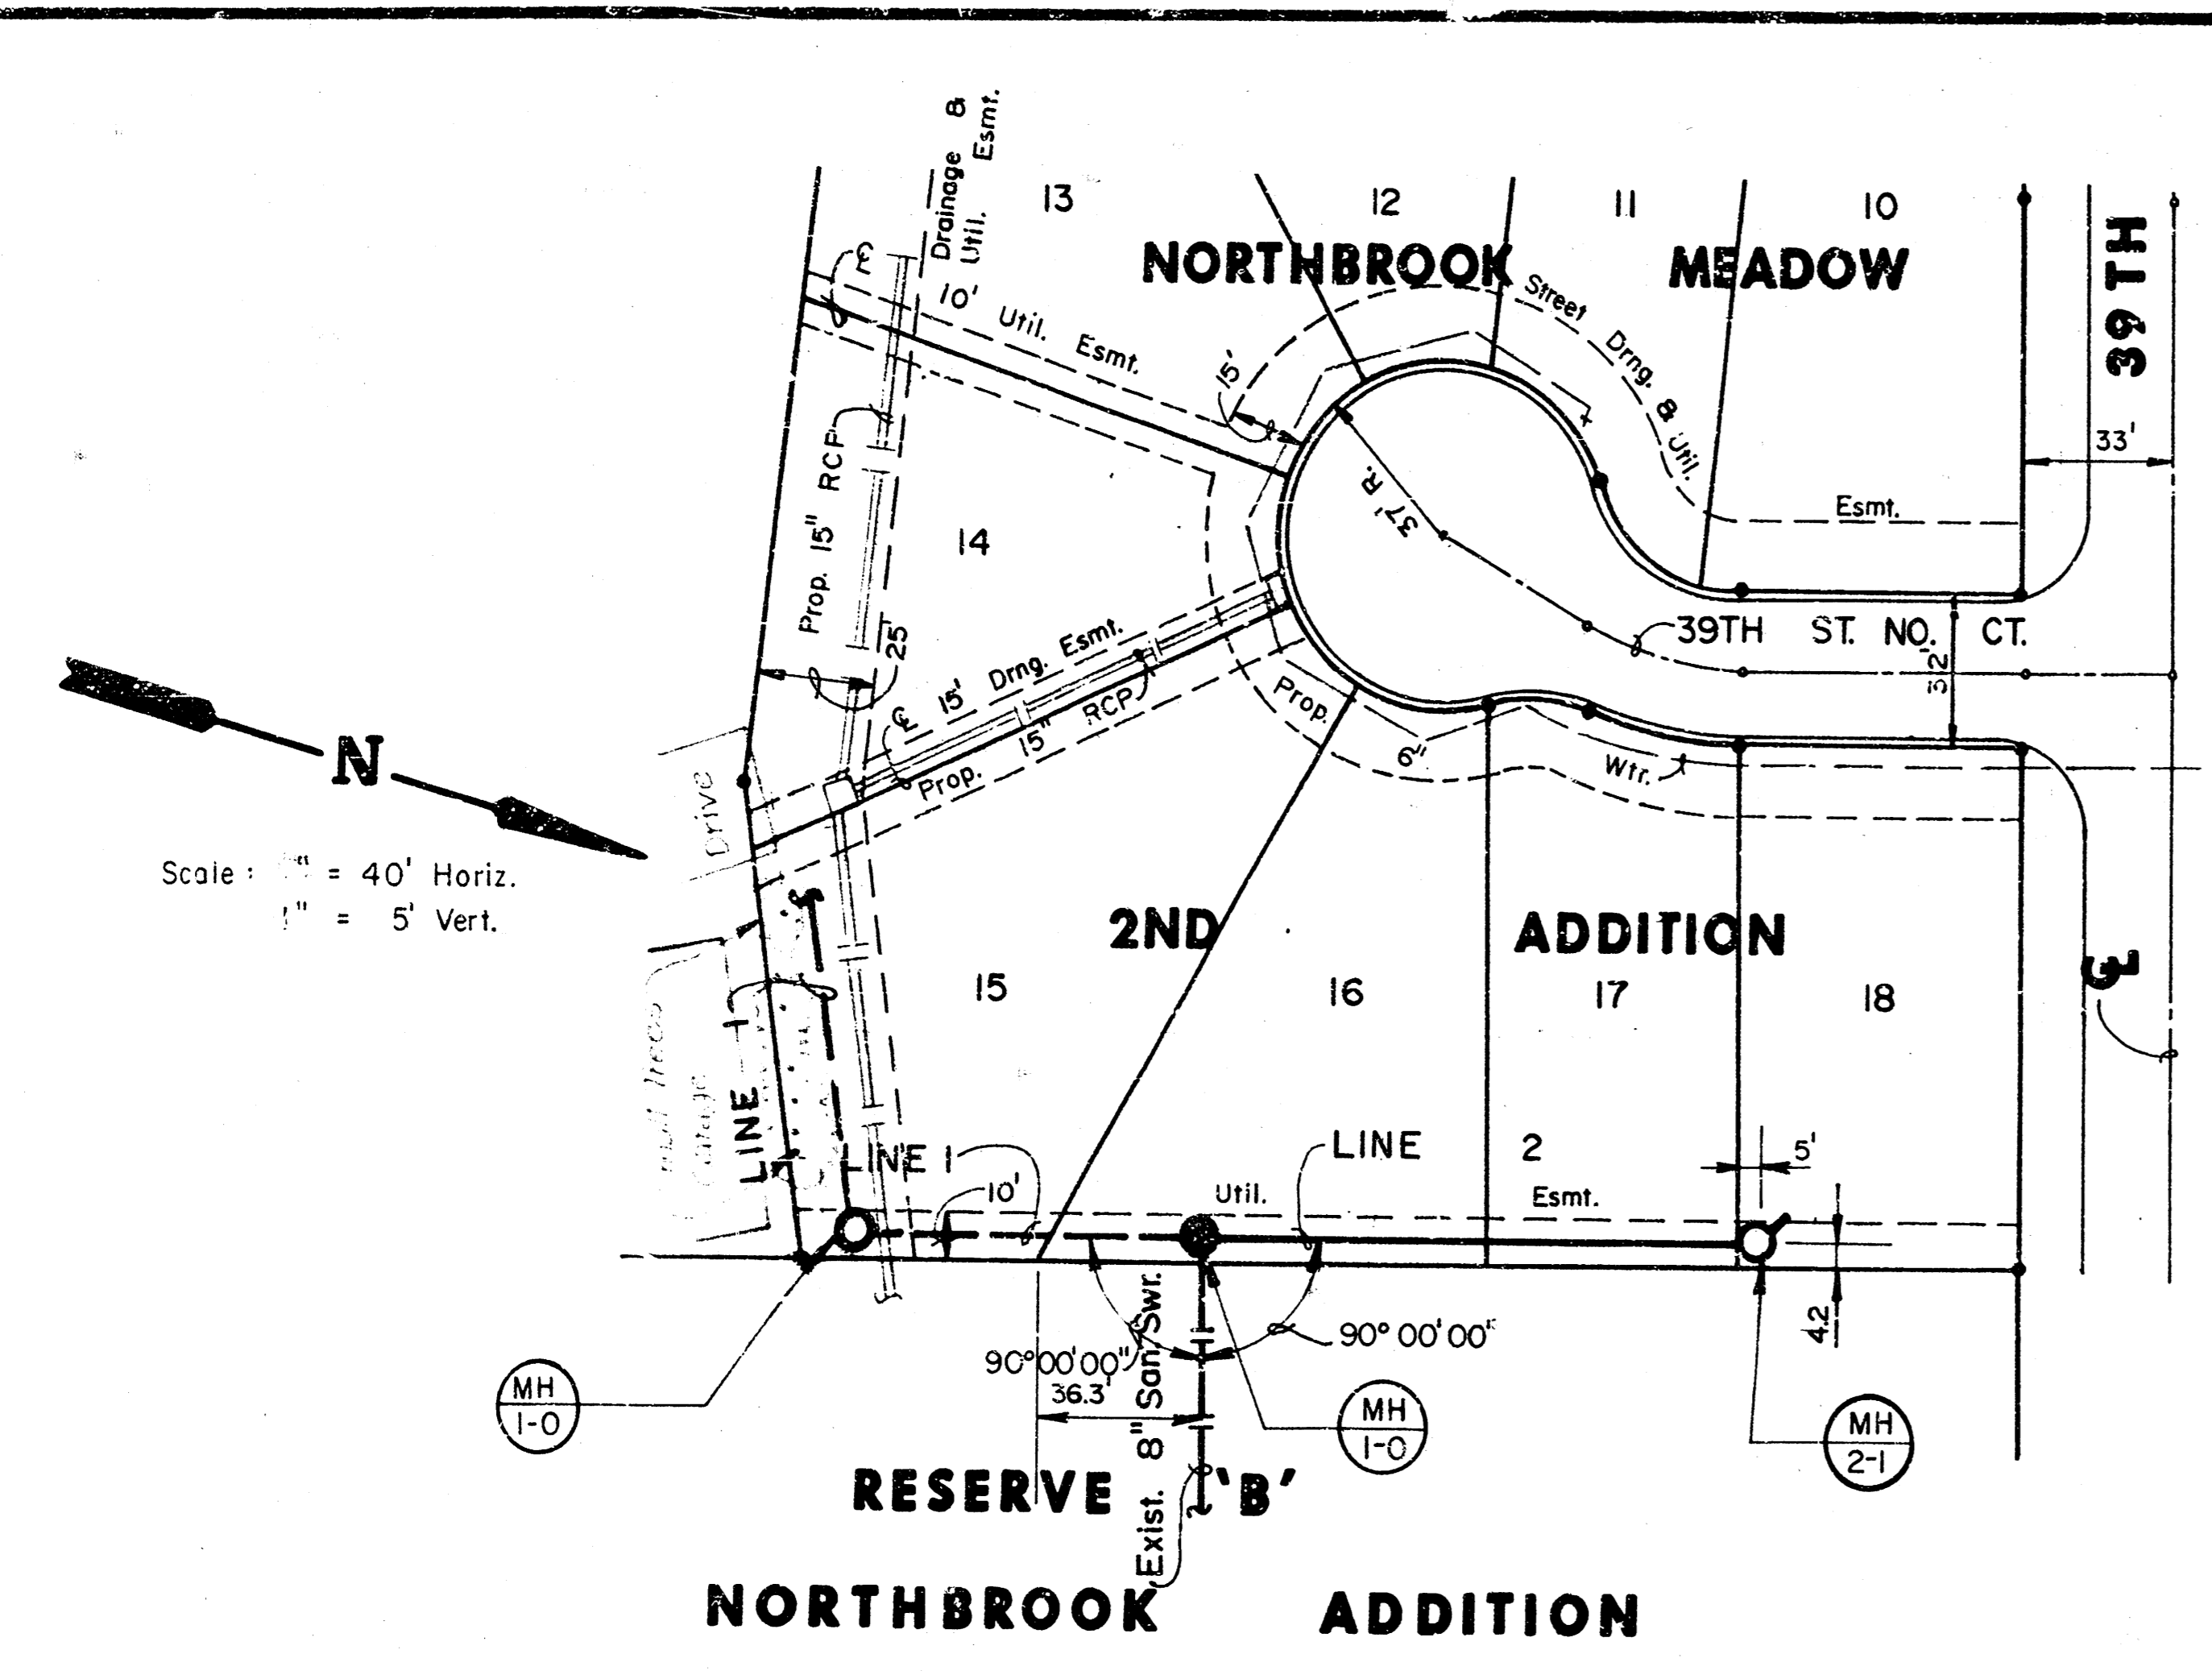 Drainage &
Util. Esmt.
13
12
11
10
NORTHBROOK MEADOW
39TH
℄
10' Util. Esmt.
Street Drng. & Util.
Esmt.
15'
33'
37' R.
Prop. 15" RCP
14
25'
39TH ST. NO. CT.
32'
℄ 15' Drng. Esmt.
Prop. 15" RCP
Prop. 6" Wtr.
N
Drive
Scale : = 40' Horiz.
1" = 5' Vert.
2ND ADDITION
℄
15
16
17
18
LINE 1
LINE 1
LINE 2
5'
10'
Util. Esmt.
4.2
90°00'00"
90°00'00"
36.3'
Exist. 8" San. Swr.
MH
1-0
MH
1-0
MH
2-1
RESERVE 'B'
NORTHBROOK ADDITION